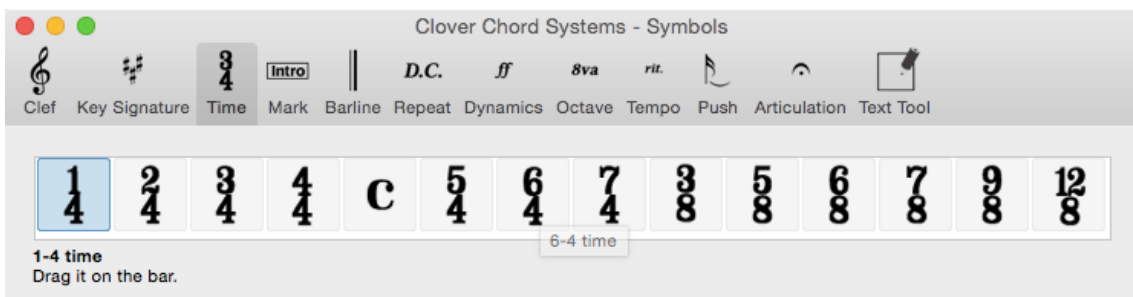 Clover Chord Systems - Symbols
3
4
Intro
D.C.
ff
8va
rit.
Clef Key Signature Time Mark Barline Repeat Dynamics Octave Tempo Push Articulation Text Tool
1 2 3 4 C 5 6 7 3 5 6 7 9 12
4 4 4 4 4 4 4 8 8 8 8 8 8
6-4 time
1-4 time
Drag it on the bar.